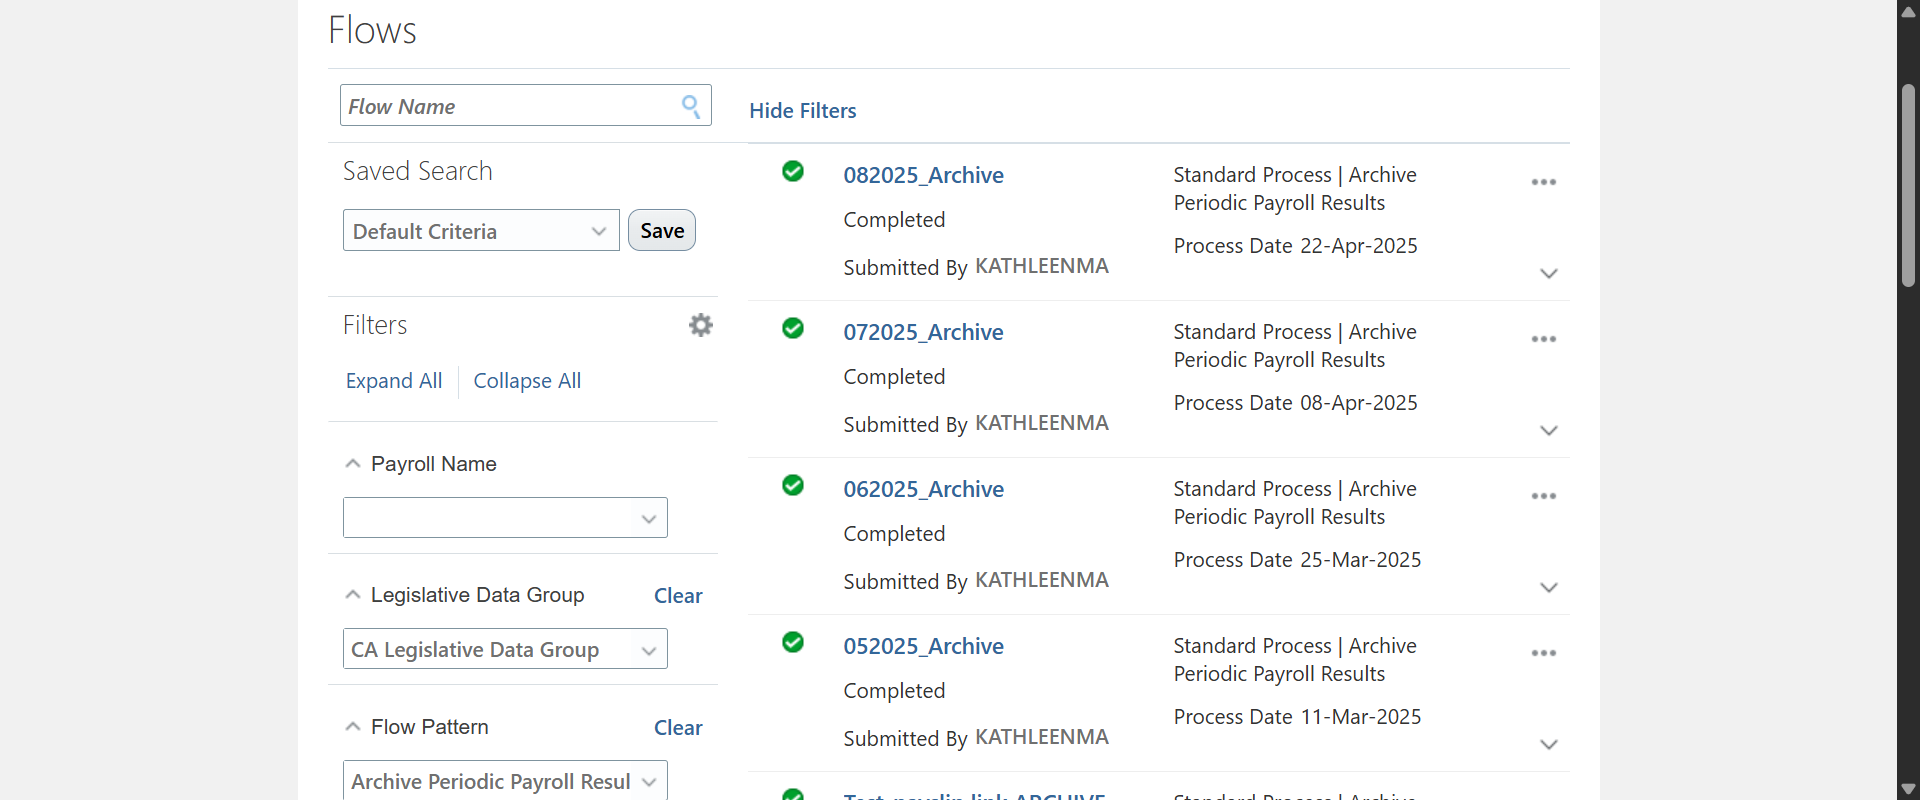 Flows
Flow Name
Hide Filters
Saved Search
Default Criteria
Save
Filters
Expand All
Collapse All
Payroll Name
Legislative Data Group
Clear
CA Legislative Data Group
Flow Pattern
Clear
Archive Periodic Payroll Resul
082025_Archive
Completed
Submitted By KATHLEENMA
Standard Process | Archive
Periodic Payroll Results
Process Date 22-Apr-2025
072025_Archive
Completed
Submitted By KATHLEENMA
Standard Process | Archive
Periodic Payroll Results
Process Date 08-Apr-2025
062025_Archive
Completed
Submitted By KATHLEENMA
Standard Process | Archive
Periodic Payroll Results
Process Date 25-Mar-2025
052025_Archive
Completed
Submitted By KATHLEENMA
Standard Process | Archive
Periodic Payroll Results
Process Date 11-Mar-2025
Standard Process | Archive